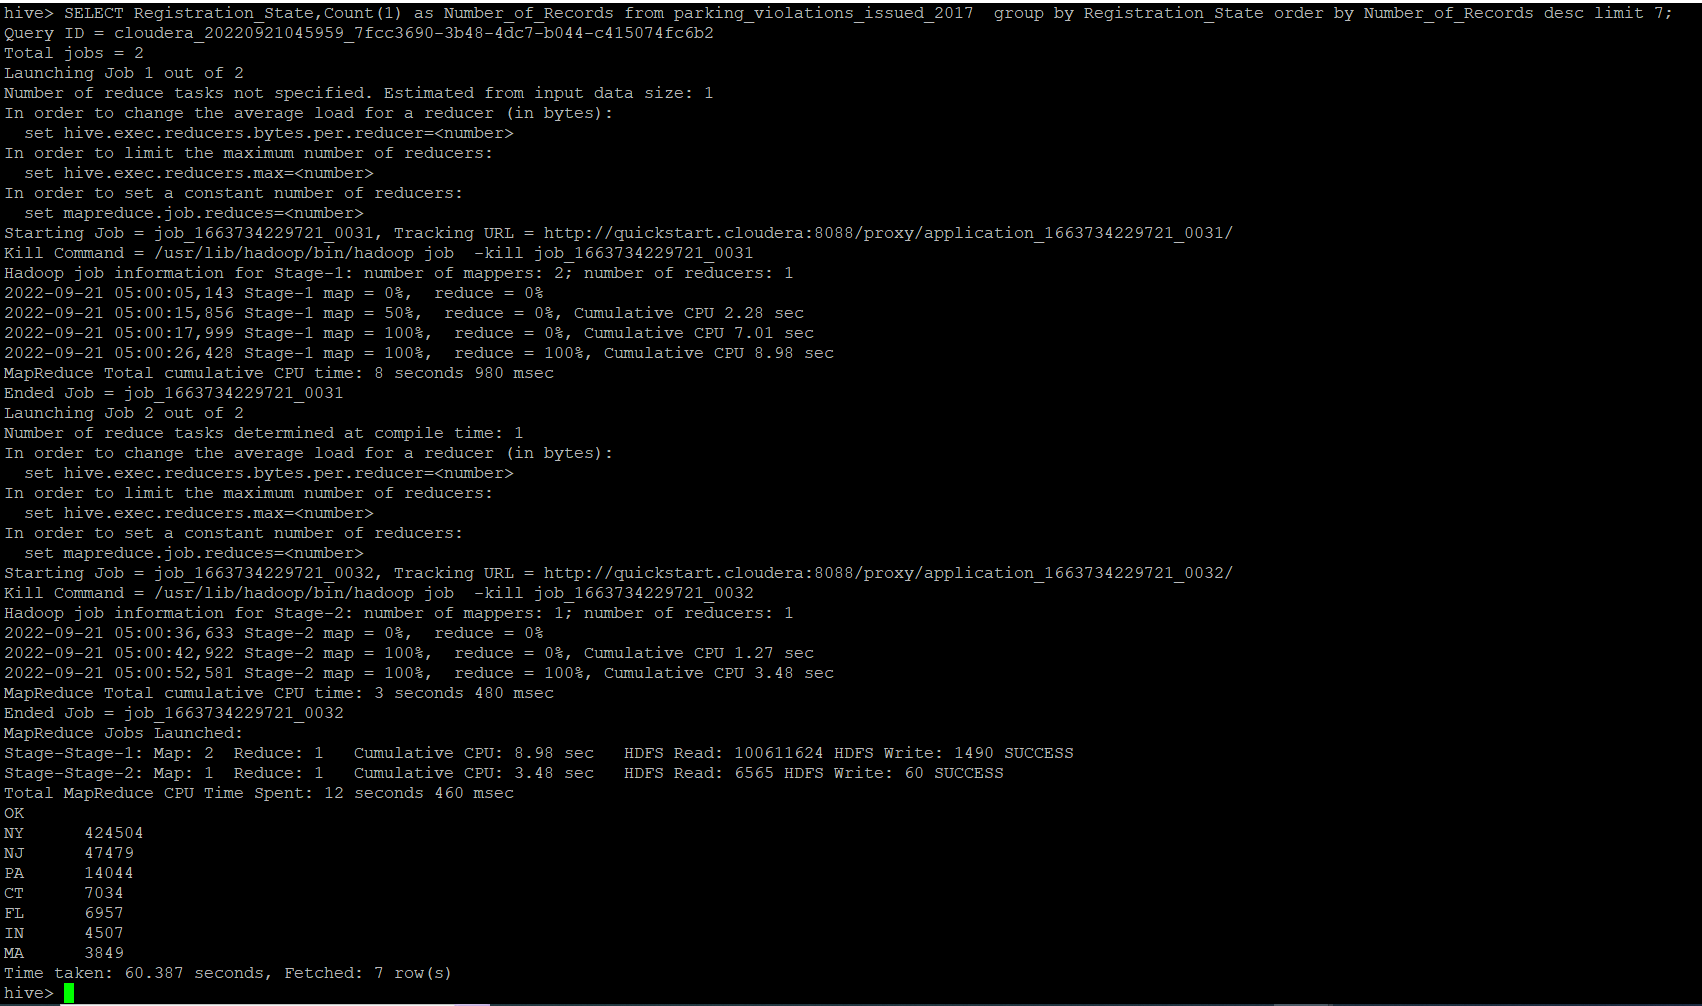 hive> SELECT Registration_State,Count(1) as Number_of_Records from parking_violations_issued_2017  group by Registration_State order by Number_of_Records desc limit 7;
Query ID = cloudera_20220921045959_7fcc3690-3b48-4dc7-b044-c415074fc6b2
Total jobs = 2
Launching Job 1 out of 2
Number of reduce tasks not specified. Estimated from input data size: 1
In order to change the average load for a reducer (in bytes):
  set hive.exec.reducers.bytes.per.reducer=<number>
In order to limit the maximum number of reducers:
  set hive.exec.reducers.max=<number>
In order to set a constant number of reducers:
  set mapreduce.job.reduces=<number>
Starting Job = job_1663734229721_0031, Tracking URL = http://quickstart.cloudera:8088/proxy/application_1663734229721_0031/
Kill Command = /usr/lib/hadoop/bin/hadoop job  -kill job_1663734229721_0031
Hadoop job information for Stage-1: number of mappers: 2; number of reducers: 1
2022-09-21 05:00:05,143 Stage-1 map = 0%,  reduce = 0%
2022-09-21 05:00:15,856 Stage-1 map = 50%,  reduce = 0%, Cumulative CPU 2.28 sec
2022-09-21 05:00:17,999 Stage-1 map = 100%,  reduce = 0%, Cumulative CPU 7.01 sec
2022-09-21 05:00:26,428 Stage-1 map = 100%,  reduce = 100%, Cumulative CPU 8.98 sec
MapReduce Total cumulative CPU time: 8 seconds 980 msec
Ended Job = job_1663734229721_0031
Launching Job 2 out of 2
Number of reduce tasks determined at compile time: 1
In order to change the average load for a reducer (in bytes):
  set hive.exec.reducers.bytes.per.reducer=<number>
In order to limit the maximum number of reducers:
  set hive.exec.reducers.max=<number>
In order to set a constant number of reducers:
  set mapreduce.job.reduces=<number>
Starting Job = job_1663734229721_0032, Tracking URL = http://quickstart.cloudera:8088/proxy/application_1663734229721_0032/
Kill Command = /usr/lib/hadoop/bin/hadoop job  -kill job_1663734229721_0032
Hadoop job information for Stage-2: number of mappers: 1; number of reducers: 1
2022-09-21 05:00:36,633 Stage-2 map = 0%,  reduce = 0%
2022-09-21 05:00:42,922 Stage-2 map = 100%,  reduce = 0%, Cumulative CPU 1.27 sec
2022-09-21 05:00:52,581 Stage-2 map = 100%,  reduce = 100%, Cumulative CPU 3.48 sec
MapReduce Total cumulative CPU time: 3 seconds 480 msec
Ended Job = job_1663734229721_0032
MapReduce Jobs Launched:
Stage-Stage-1: Map: 2  Reduce: 1   Cumulative CPU: 8.98 sec   HDFS Read: 100611624 HDFS Write: 1490 SUCCESS
Stage-Stage-2: Map: 1  Reduce: 1   Cumulative CPU: 3.48 sec   HDFS Read: 6565 HDFS Write: 60 SUCCESS
Total MapReduce CPU Time Spent: 12 seconds 460 msec
OK
NY      424504
NJ      47479
PA      14044
CT      7034
FL      6957
IN      4507
MA      3849
Time taken: 60.387 seconds, Fetched: 7 row(s)
hive>